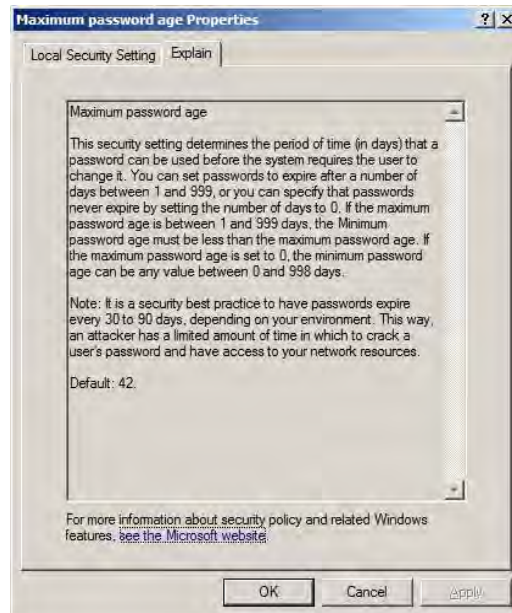 Maximum password age Properties
Local Security Setting Explain
Maximum password age
This security setting determines the period of time (in days) that a
password can be used before the system requires the user to
change it. You can set passwords to expire after a number of
days between 1 and 999, or you can specify that passwords
never expire by setting the number of days to 0. If the maximum
password age is between 1 and 999 days, the Minimum
password age must be less than the maximum password age. If
the maximum password age is set to 0, the minimum password
age can be any value between 0 and 998 days.
Note: It is a security best practice to have passwords expire
every 30 to 90 days, depending on your environment. This way,
an attacker has a limited amount of time in which to crack a
user's password and have access to your network resources.
Default: 42.
For more information about security policy and related Windows
features, see the Microsoft website.
OK Cancel Apply